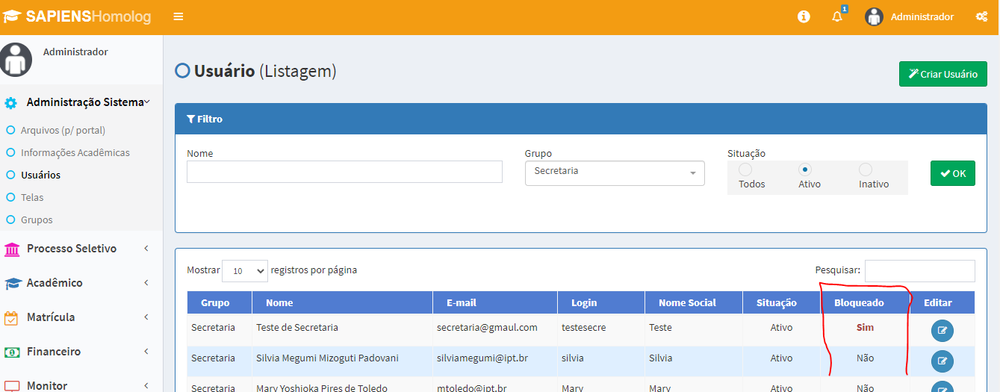 SAPIENSHomolog
1
Administrador
Administrador
Administração Sistema
Arquivos (p/ portal)
Informações Acadêmicas
Usuários
Telas
Grupos
Processo Seletivo
Acadêmico
Matrícula
Financeiro
Monitor
Usuário (Listagem)
Criar Usuário
Filtro
Nome
Grupo
Situação
Secretaria
Todos
Ativo
Inativo
OK
Mostrar 10 registros por página
Pesquisar:
Grupo Nome E-mail Login Nome Social Situação Bloqueado Editar
Secretaria Teste de Secretaria secretaria@gmaul.com testesecre Teste Ativo Sim
Secretaria Silvia Megumi Mizoguti Padovani silviamegumi@ipt.br silvia Silvia Ativo Não
Secretaria Mary Yoshioka Pires de Toledo mtoledo@ipt.br Mary Mary Ativo Não